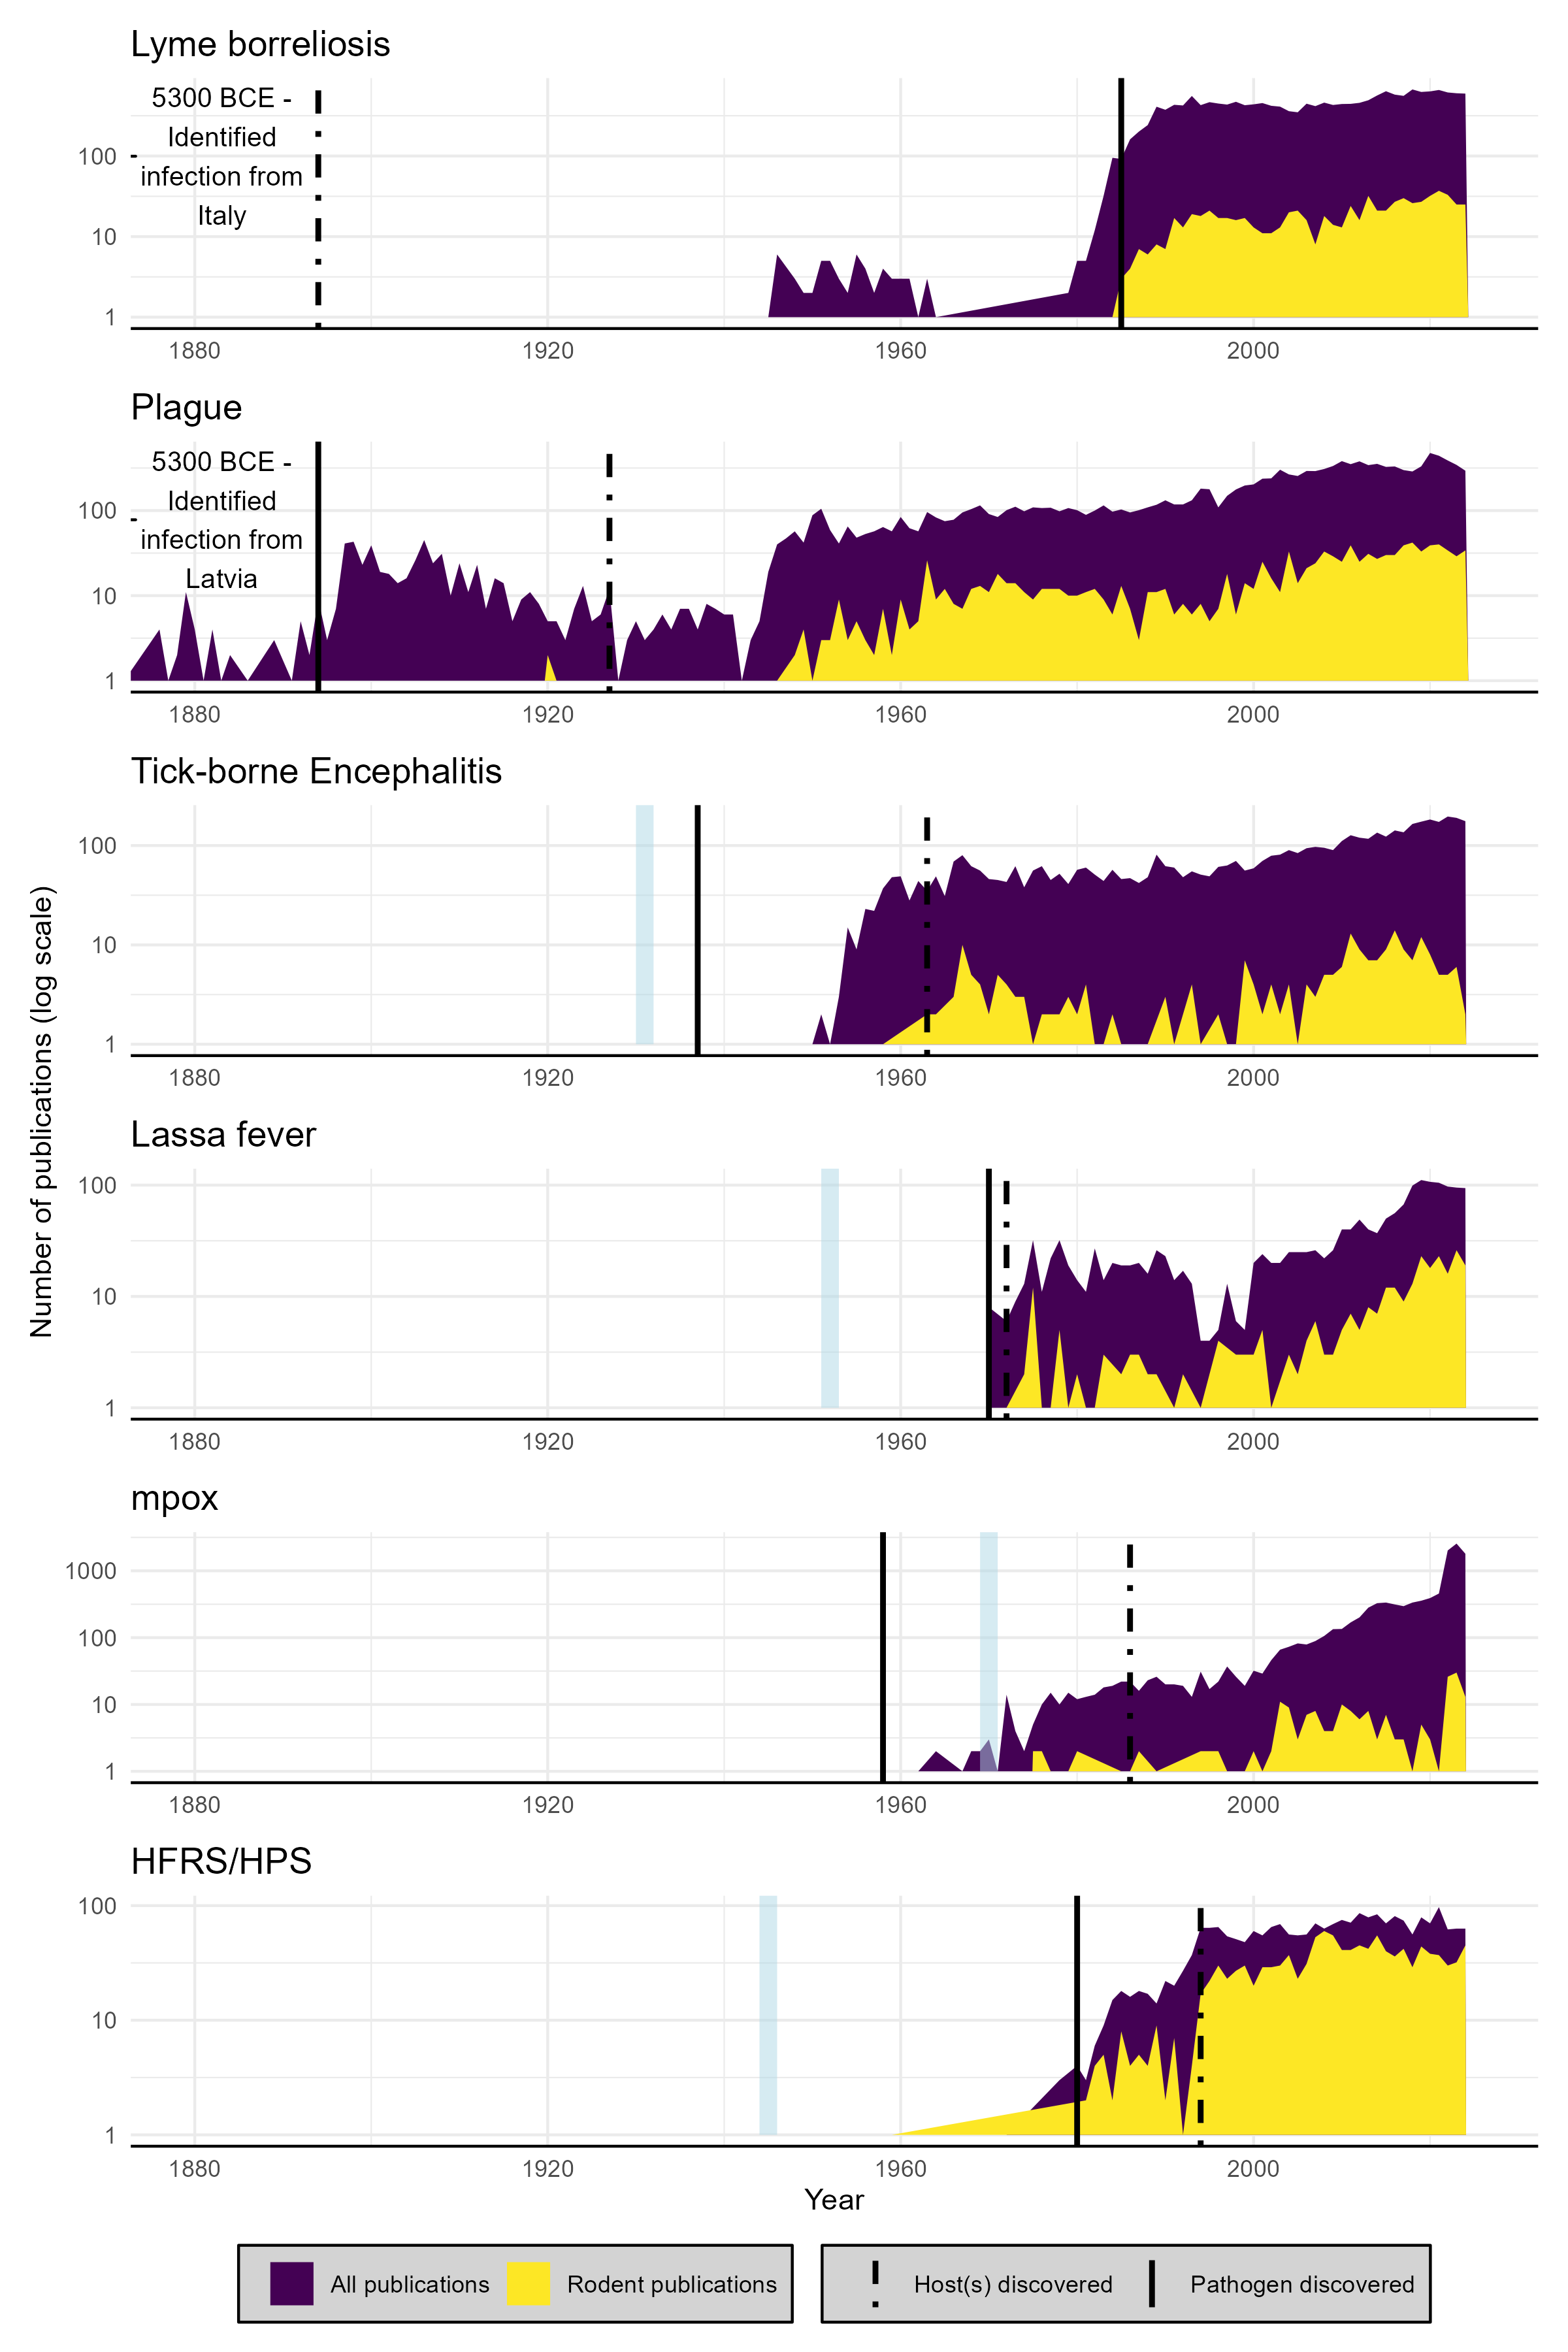 Lyme borreliosis
5300 BCE -
Identified
infection from
Italy
100
10
1
1880 1920 1960 2000
Plague
5300 BCE -
Identified
infection from
Latvia
100
10
1
1880 1920 1960 2000
Tick-borne Encephalitis
100
10
1
1880 1920 1960 2000
Number of publications (log scale)
Lassa fever
100
10
1
1880 1920 1960 2000
mpox
1000
100
10
1
1880 1920 1960 2000
HFRS/HPS
100
10
1
1880 1920 1960 2000
Year
All publications Rodent publications Host(s) discovered Pathogen discovered